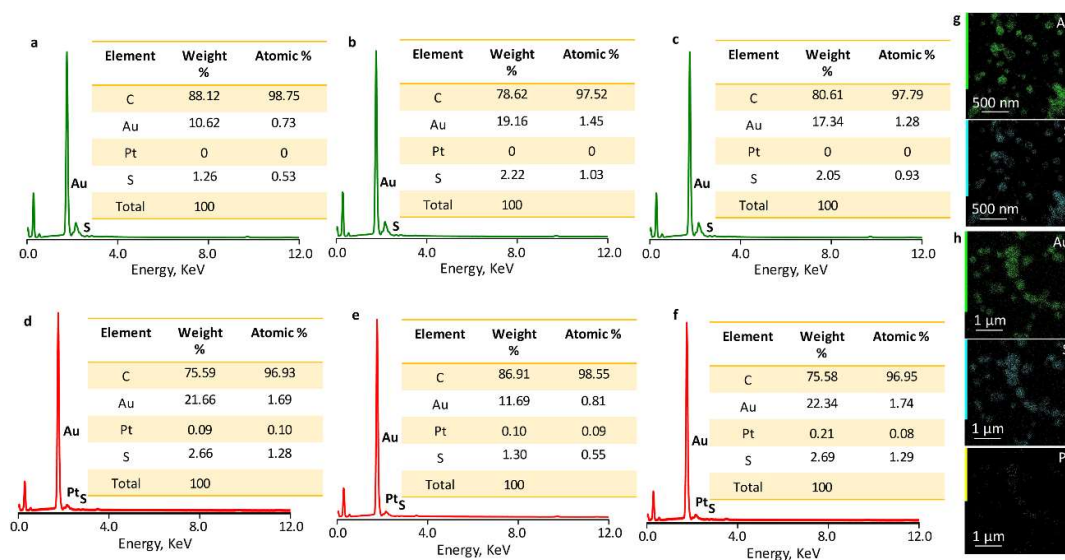 a
Element Weight % Atomic %
C 88.12 98.75
Au 10.62 0.73
Pt 0 0
S 1.26 0.53
Total 100
Au
S
0.0 4.0 8.0 12.0
Energy, KeV
b
Element Weight % Atomic %
C 78.62 97.52
Au 19.16 1.45
Pt 0 0
S 2.22 1.03
Total 100
Au
S
0.0 4.0 8.0 12.0
Energy, KeV
c
Element Weight % Atomic %
C 80.61 97.79
Au 17.34 1.28
Pt 0 0
S 2.05 0.93
Total 100
Au
S
0.0 4.0 8.0 12.0
Energy, KeV
d
Element Weight % Atomic %
C 75.59 96.93
Au 21.66 1.69
Pt 0.09 0.10
S 2.66 1.28
Total 100
Au
Pt S
0.0 4.0 8.0 12.0
Energy, KeV
e
Element Weight % Atomic %
C 86.91 98.55
Au 11.69 0.81
Pt 0.10 0.09
S 1.30 0.55
Total 100
Au
Pt S
0.0 4.0 8.0 12.0
Energy, KeV
f
Element Weight % Atomic %
C 75.58 96.95
Au 22.34 1.74
Pt 0.21 0.08
S 2.69 1.29
Total 100
Au
Pt S
0.0 4.0 8.0 12.0
Energy, KeV
g
500 nm
500 nm
h
Au
1 μm
S
1 μm
1 μm